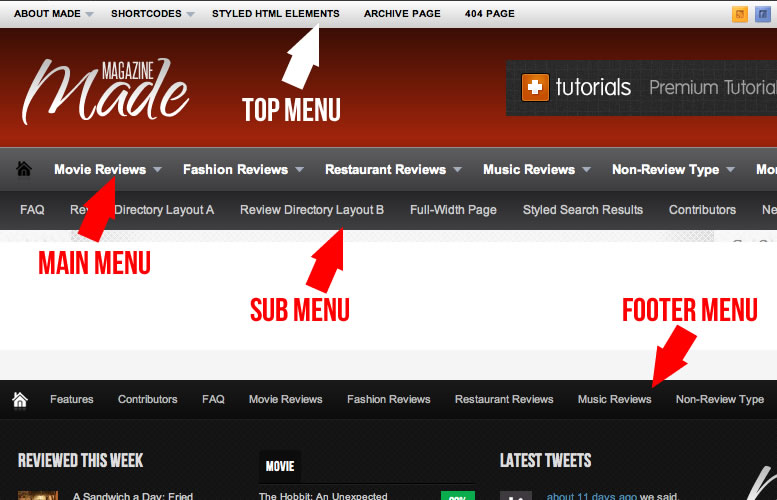 ABOUT MADE SHORTCODES STYLED HTML ELEMENTS ARCHIVE PAGE 404 PAGE
MAGAZINE
Made
TOP MENU
tutorials Premium Tutorial
Movie Reviews Fashion Reviews Restaurant Reviews Music Reviews Non-Review Type
FAQ Directory Layout A Review Directory Layout B Full-Width Page Styled Search Results Contributors
MAIN MENU
SUB MENU
FOOTER MENU
Features Contributors FAQ Movie Reviews Fashion Reviews Restaurant Reviews Music Reviews Non-Review Type
REVIEWED THIS WEEK
MOVIE
LATEST TWEETS
A Sandwich a Day: Fried
The Hobbit: An Unexpected
about 11 days ago we said,